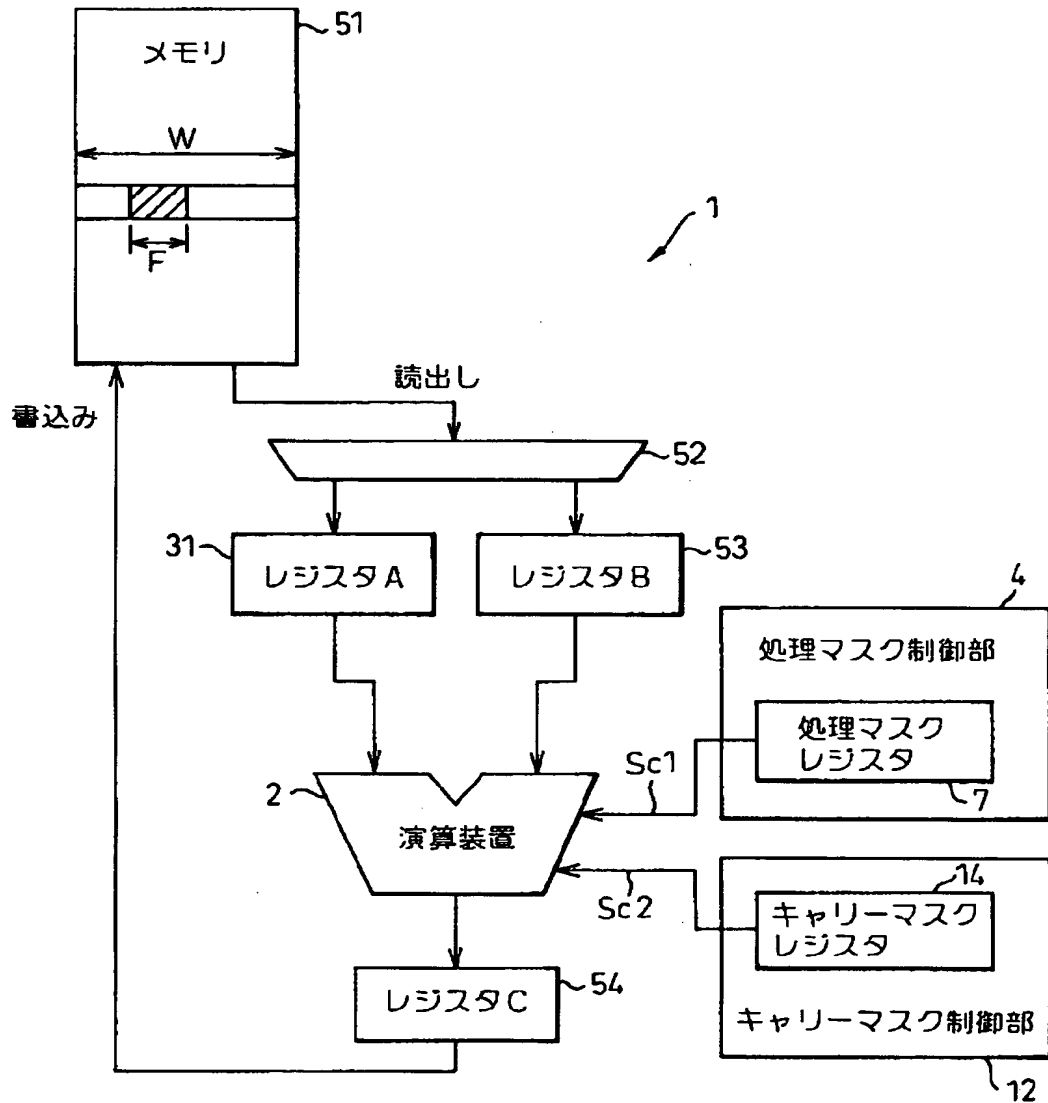 51
メモリ
W
F
1
読出し
書込み
52
31
レジスタA
53
レジスタB
4
処理マスク制御部
処理マスク
レジスタ
7
Sc1
2
演算装置
Sc2
14
キャリーマスク
レジスタ
キャリーマスク制御部
12
レジスタC
54